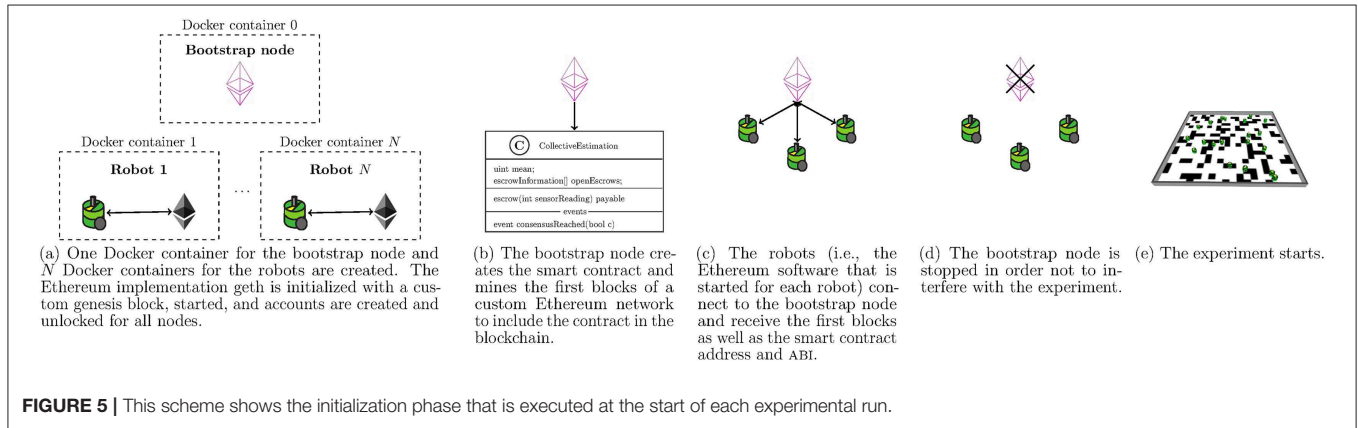 Docker container 0
Bootstrap node
Docker container 1
Docker container N
Robot 1
...
Robot N
(a) One Docker container for the bootstrap node and
N Docker containers for the robots are created. The
Ethereum implementation geth is initialized with a cus-
tom genesis block, started, and accounts are created and
unlocked for all nodes.
C CollectiveEstimation
uint mean;
escrowInformation[] openEscrows;
escrow(int sensorReading) payable
events
event consensusReached(bool c)
(b) The bootstrap node cre-
ates the smart contract and
mines the first blocks of a
custom Ethereum network
to include the contract in the
blockchain.
(c) The robots (i.e., the
Ethereum software that is
started for each robot) con-
nect to the bootstrap node
and receive the first blocks
as well as the smart contract
address and ABI.
(d) The bootstrap node is
stopped in order not to in-
terfere with the experiment.
(e) The experiment starts.
FIGURE 5 | This scheme shows the initialization phase that is executed at the start of each experimental run.